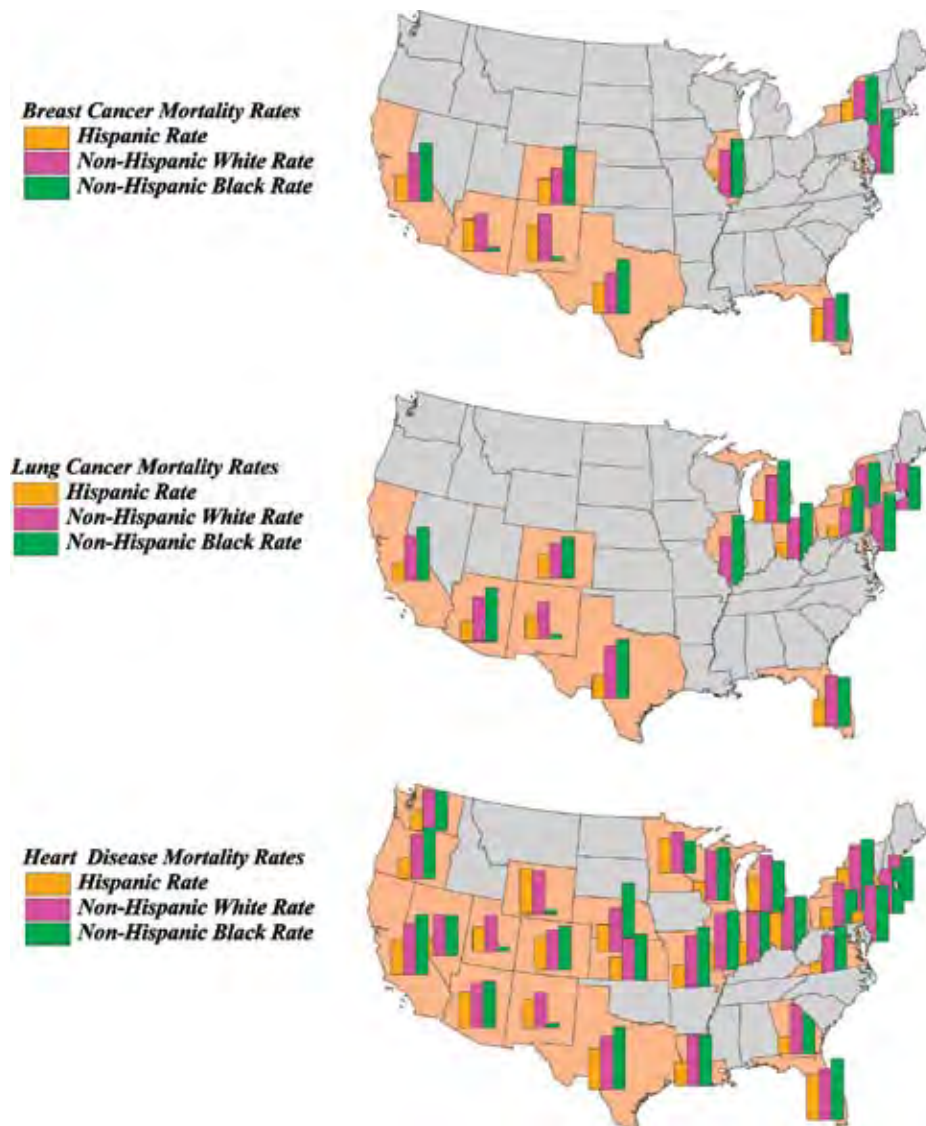 Breast Cancer Mortality Rates
Hispanic Rate
Non-Hispanic White Rate
Non-Hispanic Black Rate
Lung Cancer Mortality Rates
Hispanic Rate
Non-Hispanic White Rate
Non-Hispanic Black Rate
Heart Disease Mortality Rates
Hispanic Rate
Non-Hispanic White Rate
Non-Hispanic Black Rate